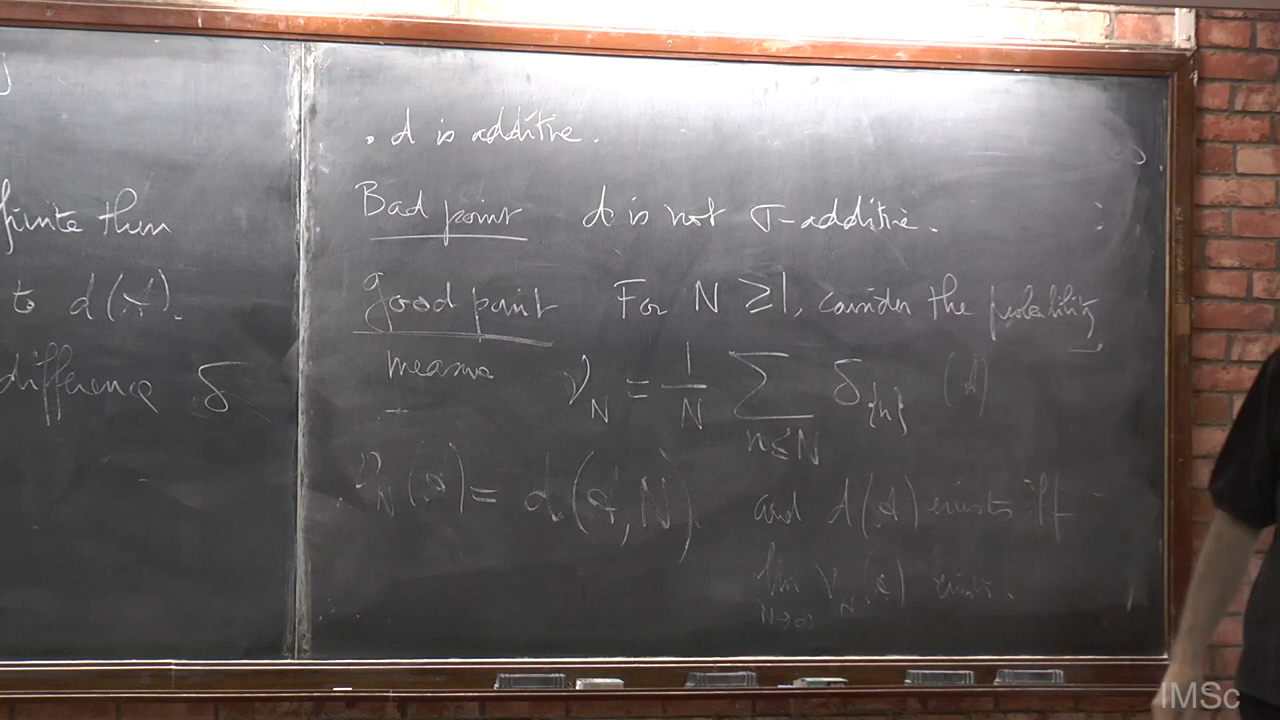 finite then
to d(A).
difference δ
. d is additive.
Bad point d is not σ-additive.
Good point For N ≥ 1, consider the probability
measure ν_N = 1/N ∑_{n≤N} δ_{n} (A)
ν_N(A) = d(A, N) and d(A) exists iff
lim_{N→∞} ν_N(A) exists.
IMSc